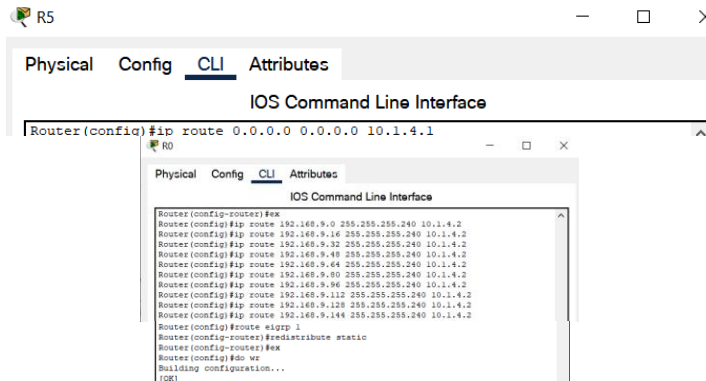 R5
Physical Config CLI Attributes
IOS Command Line Interface
Router(config)#ip route 0.0.0.0 0.0.0.0 10.1.4.1
R0
Physical Config CLI Attributes
IOS Command Line Interface
Router(config-router)#ex
Router(config)#ip route 192.168.9.0 255.255.255.240 10.1.4.2
Router(config)#ip route 192.168.9.16 255.255.255.240 10.1.4.2
Router(config)#ip route 192.168.9.32 255.255.255.240 10.1.4.2
Router(config)#ip route 192.168.9.48 255.255.255.240 10.1.4.2
Router(config)#ip route 192.168.9.64 255.255.255.240 10.1.4.2
Router(config)#ip route 192.168.9.80 255.255.255.240 10.1.4.2
Router(config)#ip route 192.168.9.96 255.255.255.240 10.1.4.2
Router(config)#ip route 192.168.9.112 255.255.255.240 10.1.4.2
Router(config)#ip route 192.168.9.128 255.255.255.240 10.1.4.2
Router(config)#ip route 192.168.9.144 255.255.255.240 10.1.4.2
Router(config)#route eigrp 1
Router(config-router)#redistribute static
Router(config-router)#ex
Router(config)#do wr
Building configuration...
[OK]